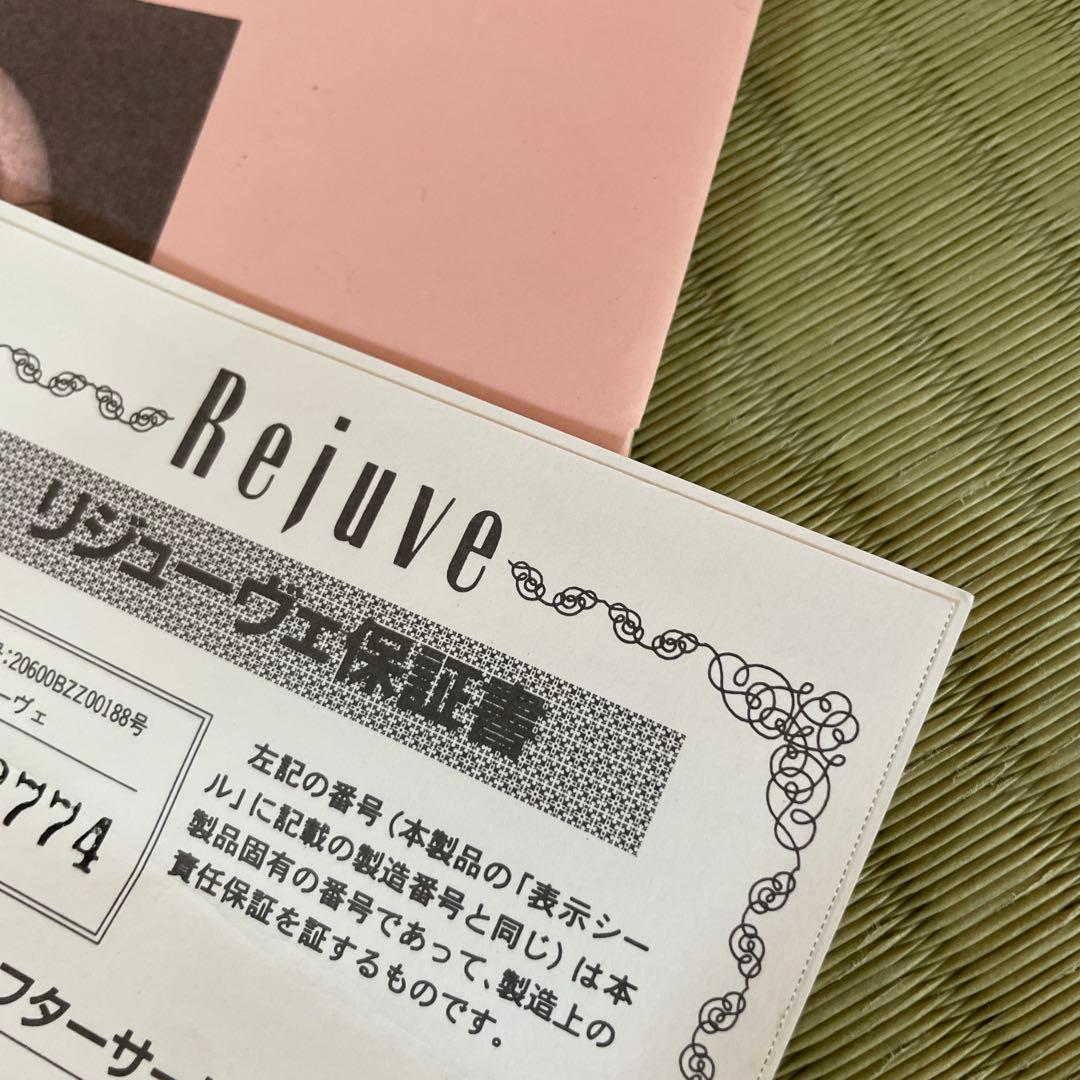 Rejuve
リジューヴェ保証書
:20600BZZ00188号
ーヴェ
774
左記の番号(本製品の「表示シー
ル」に記載の製造番号と同じ)は本
製品固有の番号であって、製造上の
責任保証を証するものです。
フターサー